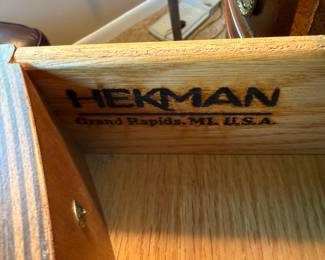 HEKMAN
Grand Rapids, MI. U.S.A.